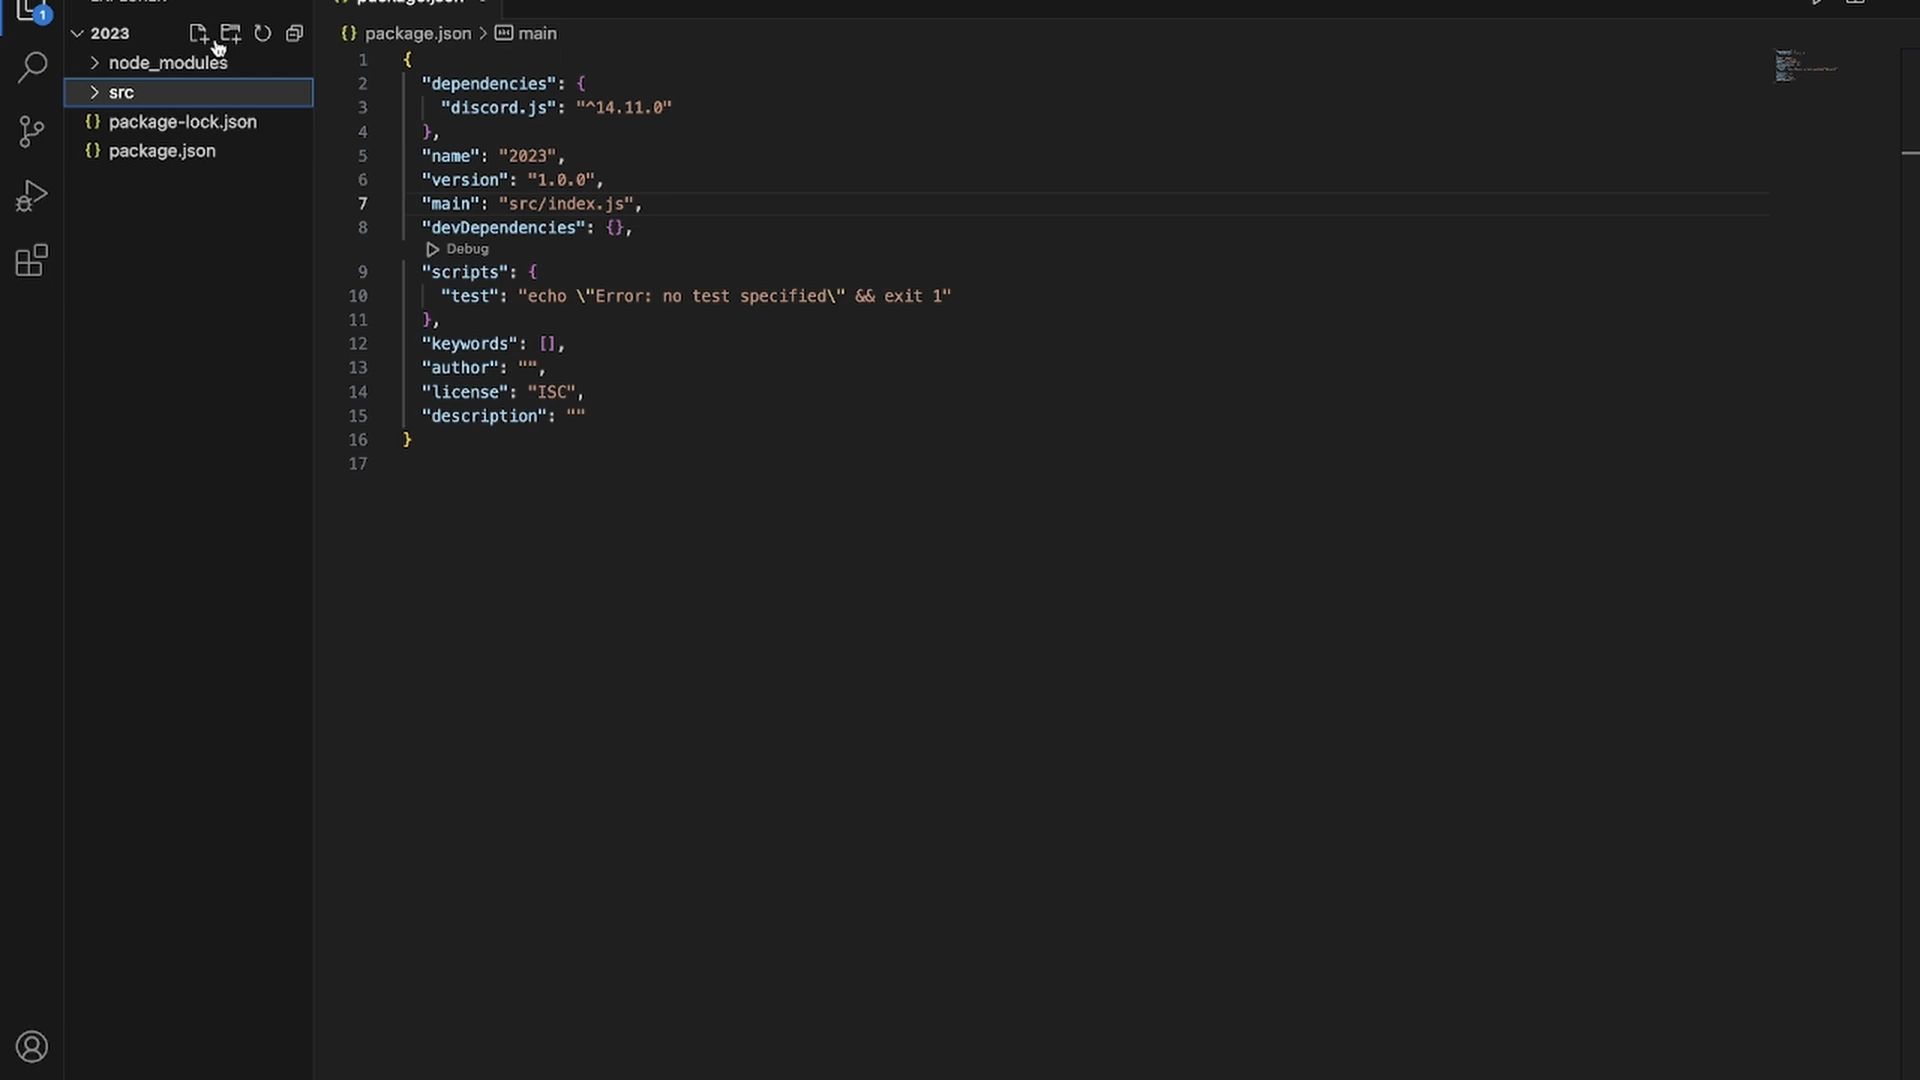 1
2023
node_modules
src
package-lock.json
package.json
package.json > main
1 {
2 "dependencies": {
3 "discord.js": "^14.11.0"
4 },
5 "name": "2023",
6 "version": "1.0.0",
7 "main": "src/index.js",
8 "devDependencies": {},
Debug
9 "scripts": {
10 "test": "echo \"Error: no test specified\" && exit 1"
11 },
12 "keywords": [],
13 "author": "",
14 "license": "ISC",
15 "description": ""
16 }
17